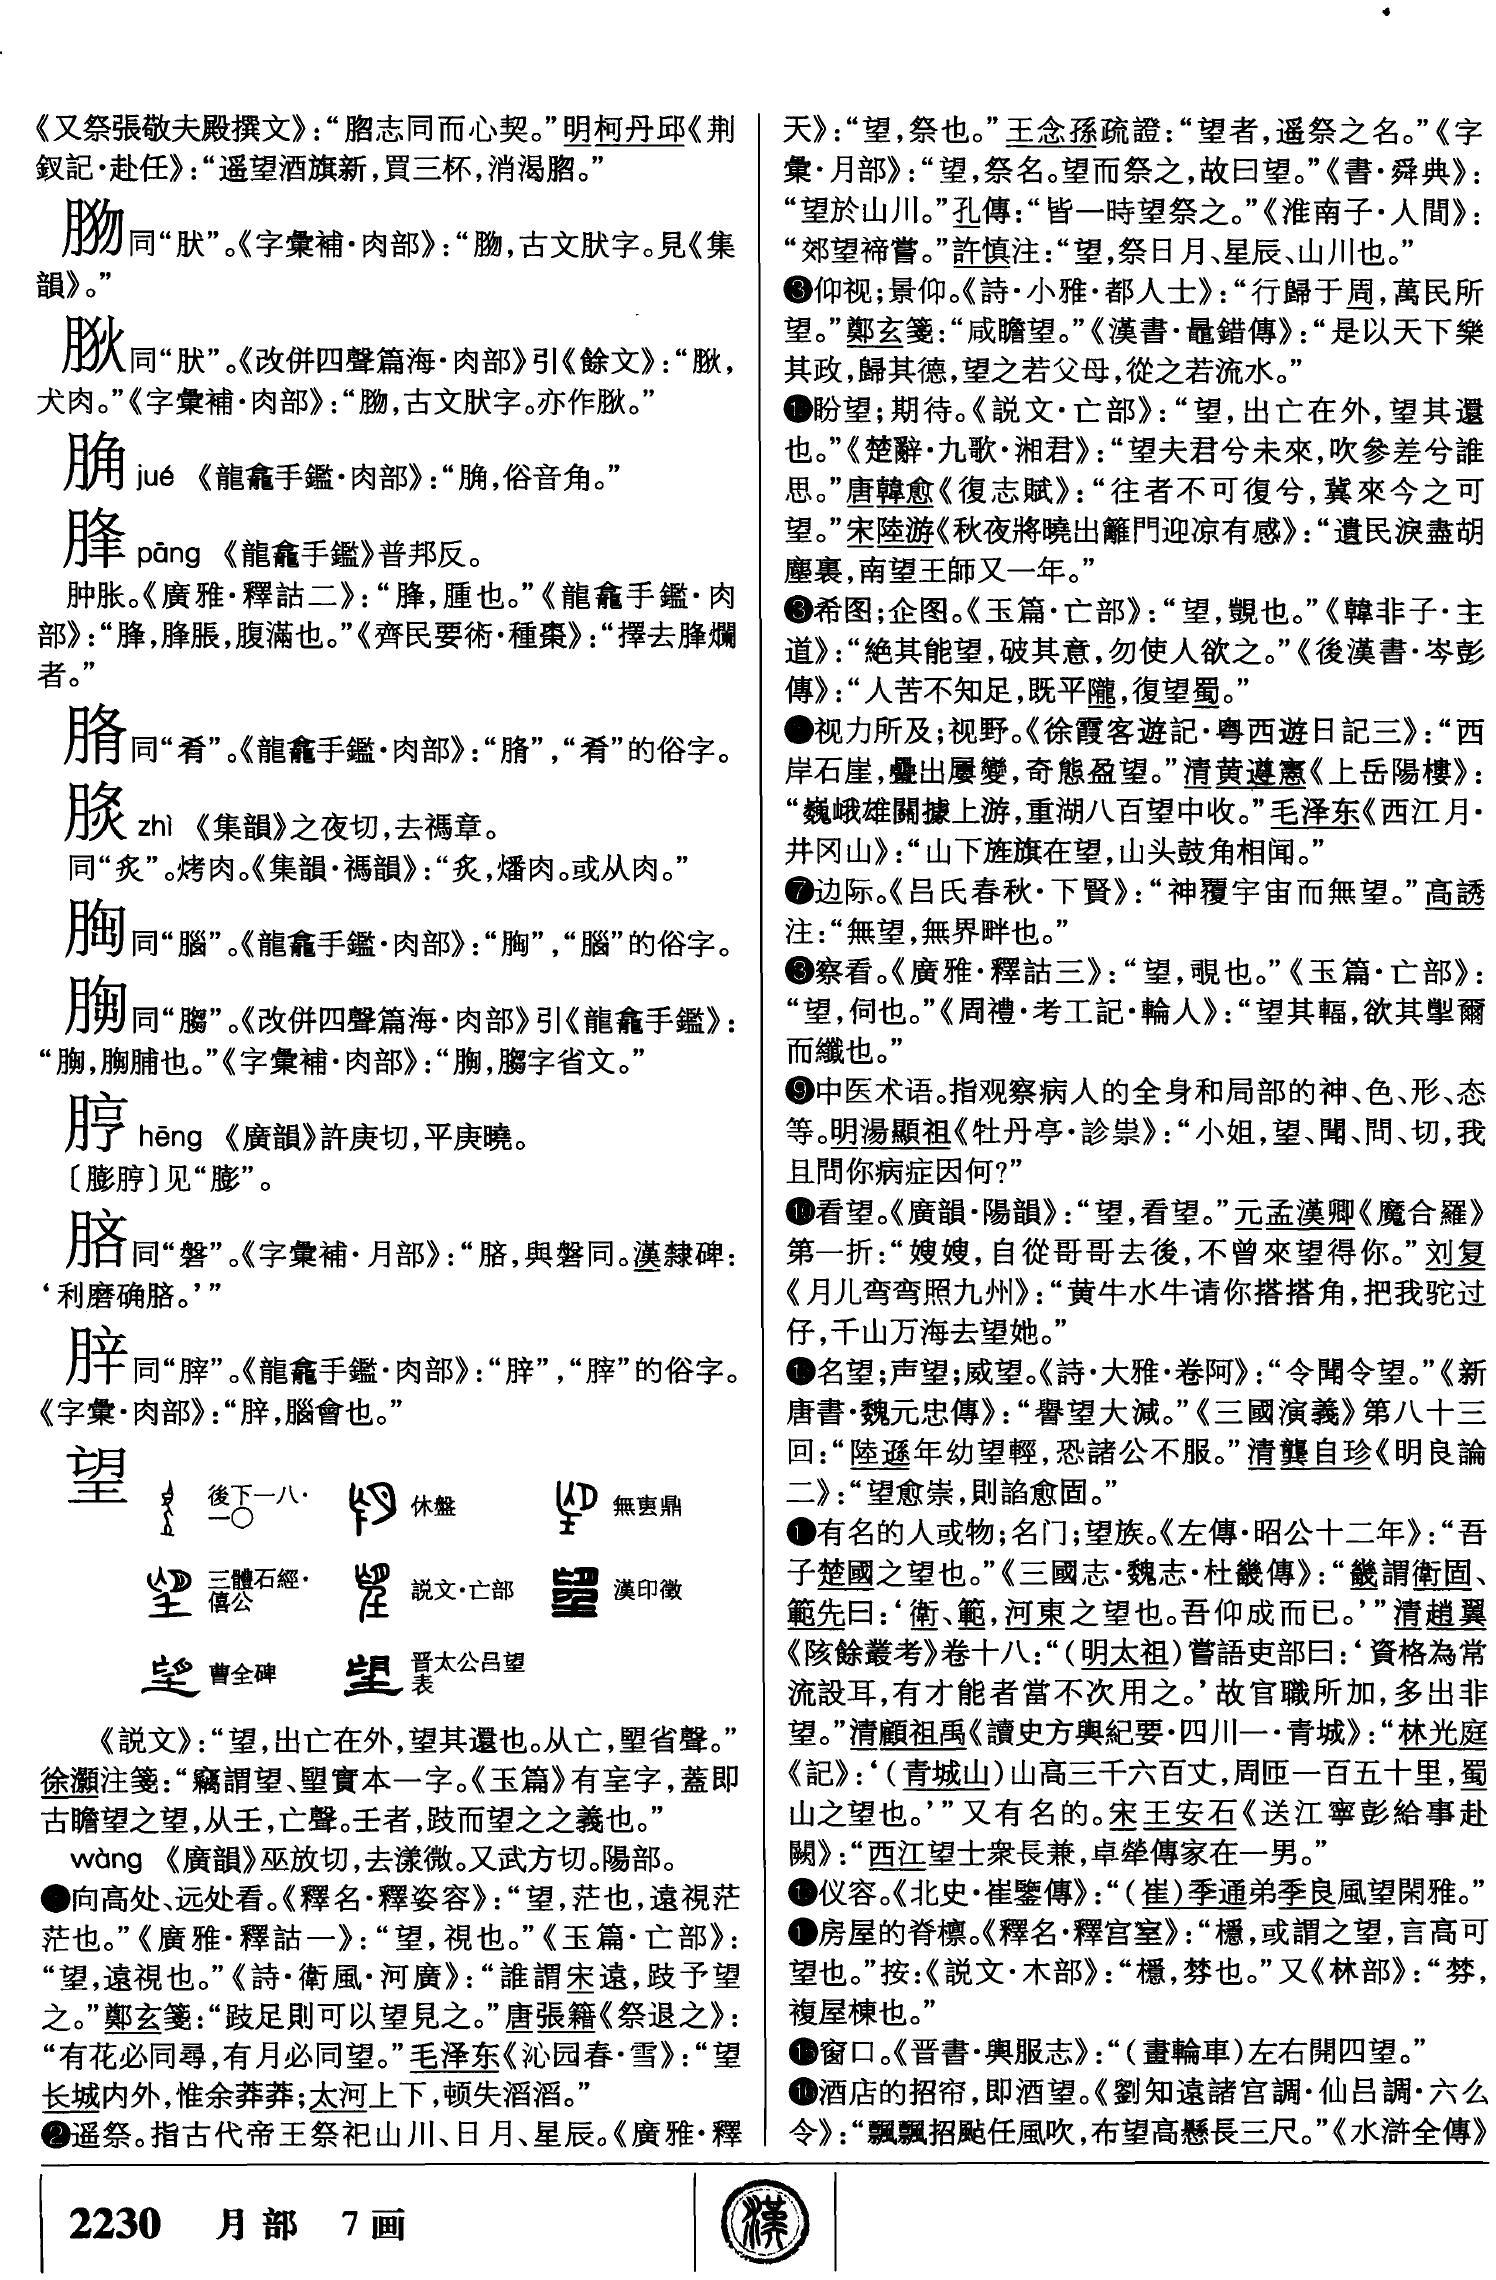 《又祭張敬夫殿撰文》：“胷志同而心契。”明柯丹邱《荆
釵記·赴任》：“遥望酒旗新，買三杯，消渴胷。”
同“肰”。《字彙補·肉部》：“，古文肰字。見《集
韻》。”
同“肰”。《改併四聲篇海·肉部》引《餘文》：“，
犬肉。”《字彙補·肉部》：“，古文肰字。亦作。”
jué 《龍龕手鑑·肉部》：“，俗音角。”
胮 pāng 《龍龕手鑑》普邦反。
肿胀。《廣雅·釋詁二》：“胮，腫也。”《龍龕手鑑·肉
部》：“胮，胮脹，腹滿也。”《齊民要術·種棗》：“擇去胮爛
者。”
同“肴”。《龍龕手鑑·肉部》：“”，“肴”的俗字。
zhì 《集韻》之夜切，去禡章。
同“炙”。烤肉。《集韻·禡韻》：“炙，燔肉。或从肉。”
同“腦”。《龍龕手鑑·肉部》：“”，“腦”的俗字。
同“膓”。《改併四聲篇海·肉部》引《龍龕手鑑》：
“，脯也。”《字彙補·肉部》：“，字省文。”
脝 hēng 《廣韻》許庚切，平庚曉。
〔膨脝〕见“膨”。
同“磐”。《字彙補·月部》：“，與磐同。漢隸碑：
‘利磨确。’”
同“”。《龍龕手鑑·肉部》：“”，“”的俗字。
《字彙·肉部》：“，腦會也。”
望 後下一八·一〇 休盤 無叀鼎
三體石經·僖公 説文·亡部 漢印徵
曹全碑 晋太公吕望表
《説文》：“望，出亡在外，望其還也。从亡，朢省聲。”
徐灝注箋：“竊謂望、朢實本一字。《玉篇》有𡈼字，蓋即
古瞻望之望，从壬，亡聲。壬者，跂而望之之義也。”
wàng 《廣韻》巫放切，去漾微。又武方切。陽部。
●向高处、远处看。《釋名·釋姿容》：“望，茫也，遠視茫
茫也。”《廣雅·釋詁一》：“望，視也。”《玉篇·亡部》：
“望，遠視也。”《詩·衛風·河廣》：“誰謂宋遠，跂予望
之。”鄭玄箋：“跂足則可以望見之。”唐張籍《祭退之》：
“有花必同尋，有月必同望。”毛泽东《沁园春·雪》：“望
长城内外，惟余莽莽；大河上下，顿失滔滔。”
❷遥祭。指古代帝王祭祀山川、日月、星辰。《廣雅·釋
天》：“望，祭也。”王念孫疏證：“望者，遥祭之名。”《字
彙·月部》：“望，祭名。望而祭之，故曰望。”《書·舜典》：
“望於山川。”孔傳：“皆一時望祭之。”《淮南子·人間》：
“郊望禘嘗。”許慎注：“望，祭日月、星辰、山川也。”
❸仰视；景仰。《詩·小雅·都人士》：“行歸于周，萬民所
望。”鄭玄箋：“咸瞻望。”《漢書·鼂錯傳》：“是以天下樂
其政，歸其德，望之若父母，從之若流水。”
●盼望；期待。《説文·亡部》：“望，出亡在外，望其還
也。”《楚辭·九歌·湘君》：“望夫君兮未來，吹參差兮誰
思。”唐韓愈《復志賦》：“往者不可復兮，冀來今之可
望。”宋陸游《秋夜將曉出籬門迎凉有感》：“遺民淚盡胡
塵裏，南望王師又一年。”
❸希图；企图。《玉篇·亡部》：“望，覬也。”《韓非子·主
道》：“絶其能望，破其意，勿使人欲之。”《後漢書·岑彭
傳》：“人苦不知足，既平隴，復望蜀。”
●视力所及；视野。《徐霞客遊記·粤西遊日記三》：“西
岸石崖，疊出屢變，奇態盈望。”清黄遵憲《上岳陽樓》：
“巍峨雄關據上游，重湖八百望中收。”毛泽东《西江月·
井冈山》：“山下旌旗在望，山头鼓角相闻。”
❼边际。《吕氏春秋·下賢》：“神覆宇宙而無望。”高誘
注：“無望，無界畔也。”
❸察看。《廣雅·釋詁三》：“望，覗也。”《玉篇·亡部》：
“望，伺也。”《周禮·考工記·輪人》：“望其輻，欲其掣爾
而纖也。”
❾中医术语。指观察病人的全身和局部的神、色、形、态
等。明湯顯祖《牡丹亭·診祟》：“小姐，望、聞、問、切，我
且問你病症因何？”
❿看望。《廣韻·陽韻》：“望，看望。”元孟漢卿《魔合羅》
第一折：“嫂嫂，自從哥哥去後，不曾來望得你。”刘复
《月儿弯弯照九州》：“黄牛水牛请你搭搭角，把我驼过
仔，千山万海去望她。”
●名望；声望；威望。《詩·大雅·卷阿》：“令聞令望。”《新
唐書·魏元忠傳》：“譽望大減。”《三國演義》第八十三
回：“陸遜年幼望輕，恐諸公不服。”清龔自珍《明良論
二》：“望愈崇，則諂愈固。”
●有名的人或物；名门；望族。《左傳·昭公十二年》：“吾
子楚國之望也。”《三國志·魏志·杜畿傳》：“畿謂衛固、
範先曰：‘衛、範，河東之望也。吾仰成而已。’”清趙翼
《陔餘叢考》卷十八：“（明太祖）嘗語吏部曰：‘資格為常
流設耳，有才能者當不次用之。’故官職所加，多出非
望。”清顧祖禹《讀史方輿紀要·四川一·青城》：“林光庭
《記》：‘（青城山）山高三千六百丈，周匝一百五十里，蜀
山之望也。’”又有名的。宋王安石《送江寧彭給事赴
闕》：“西江望士衆長兼，卓犖傳家在一男。”
●仪容。《北史·崔鑒傳》：“（崔）季通弟季良風望閑雅。”
●房屋的脊檩。《釋名·釋宫室》：“檼，或謂之望，言高可
望也。”按：《説文·木部》：“檼，棼也。”又《林部》：“棼，
複屋棟也。”
●窗口。《晋書·輿服志》：“（畫輪車）左右開四望。”
●酒店的招帘，即酒望。《劉知遠諸宫調·仙吕調·六么
令》：“飄飄招颭任風吹，布望高懸長三尺。”《水滸全傳》
2230 月部 7画
漢